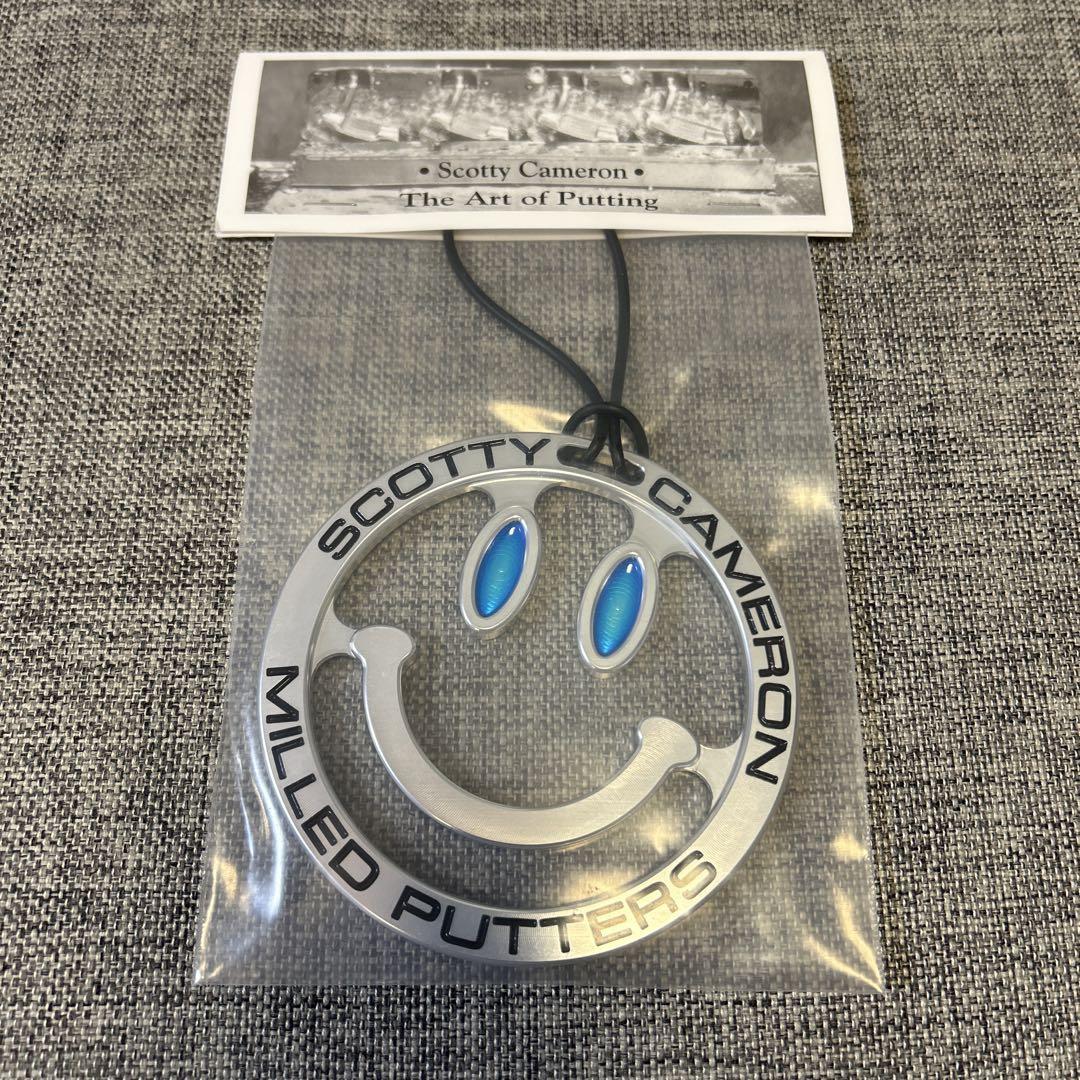 • Scotty Cameron •
The Art of Putting
SCOTTY CAMERON
MILLED PUTTERS